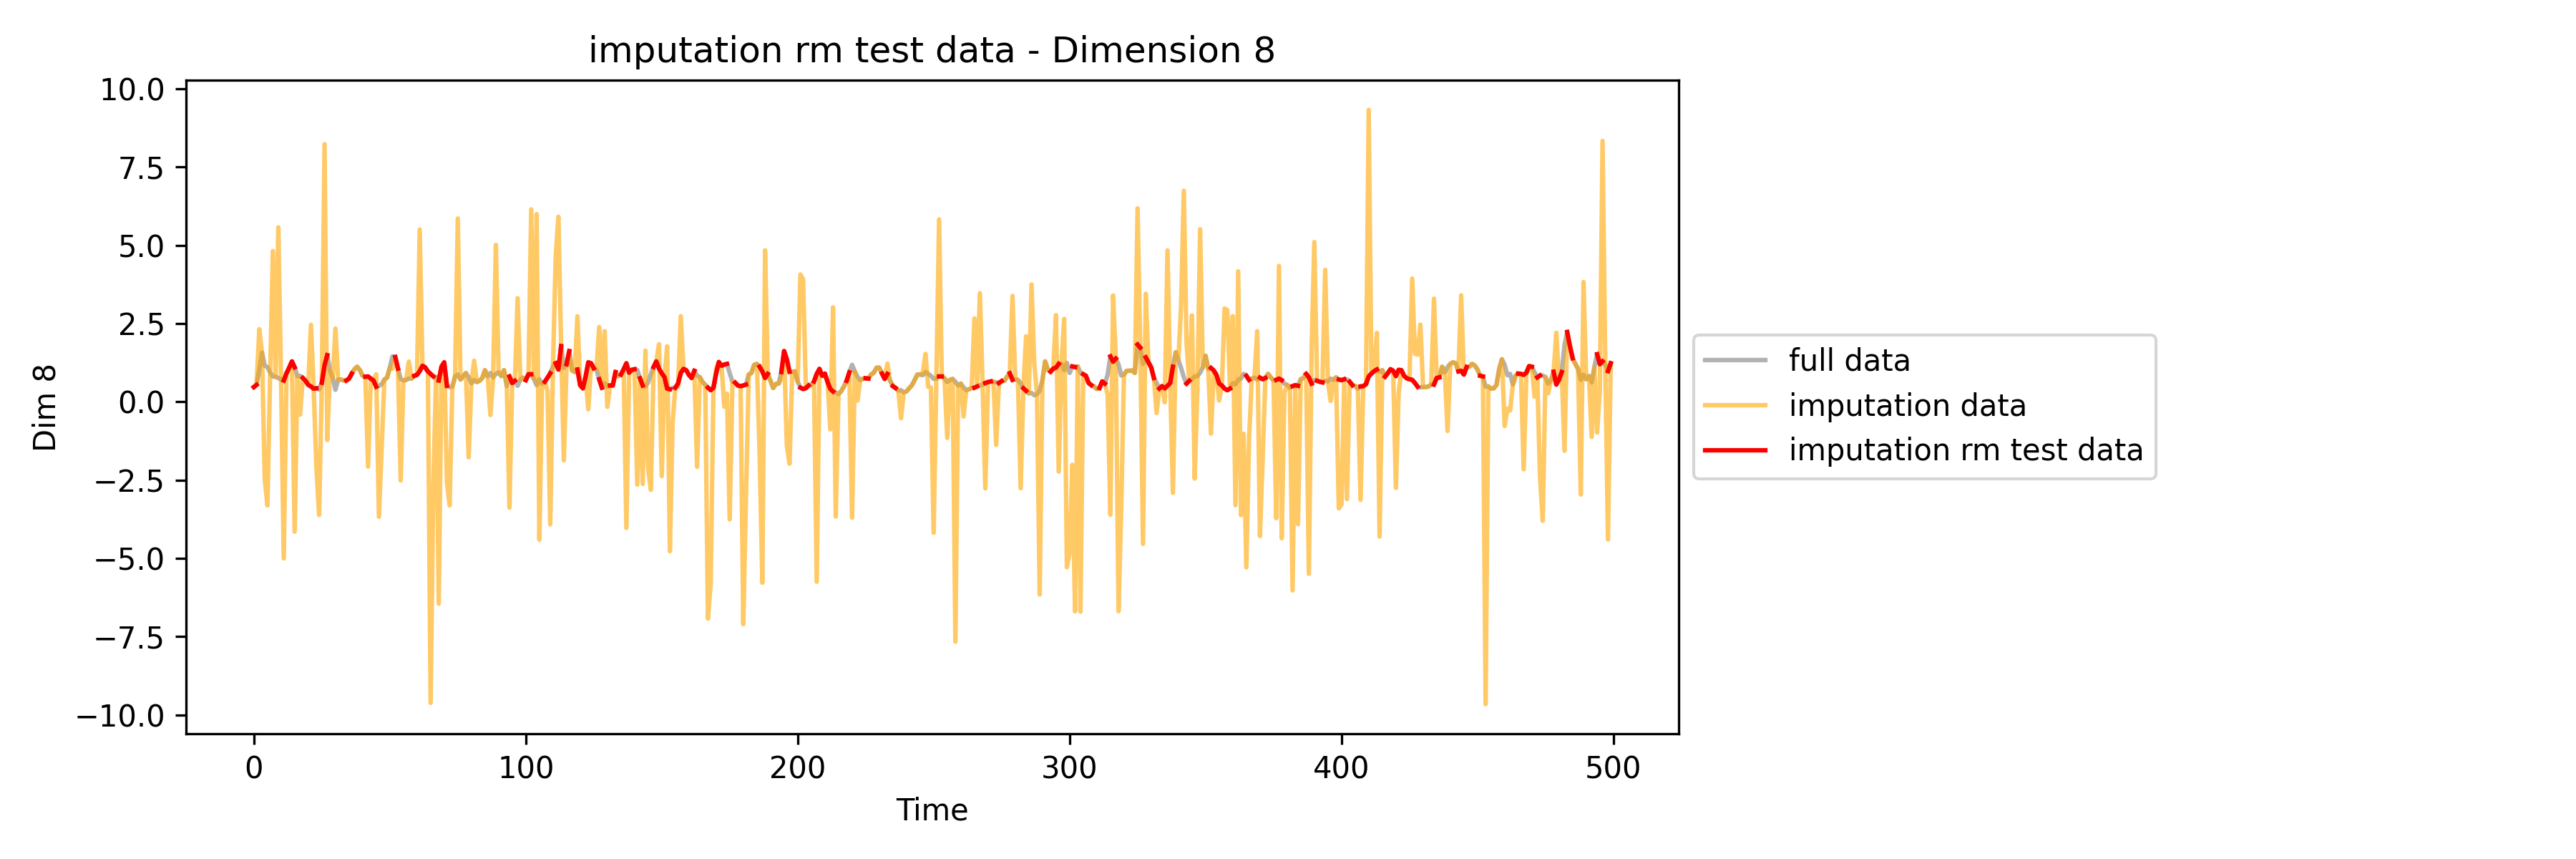 imputation rm test data - Dimension 8
10.0
7.5
5.0
2.5
0.0
−2.5
−5.0
−7.5
−10.0
Dim 8
0 100 200 300 400 500
Time
full data
imputation data
imputation rm test data